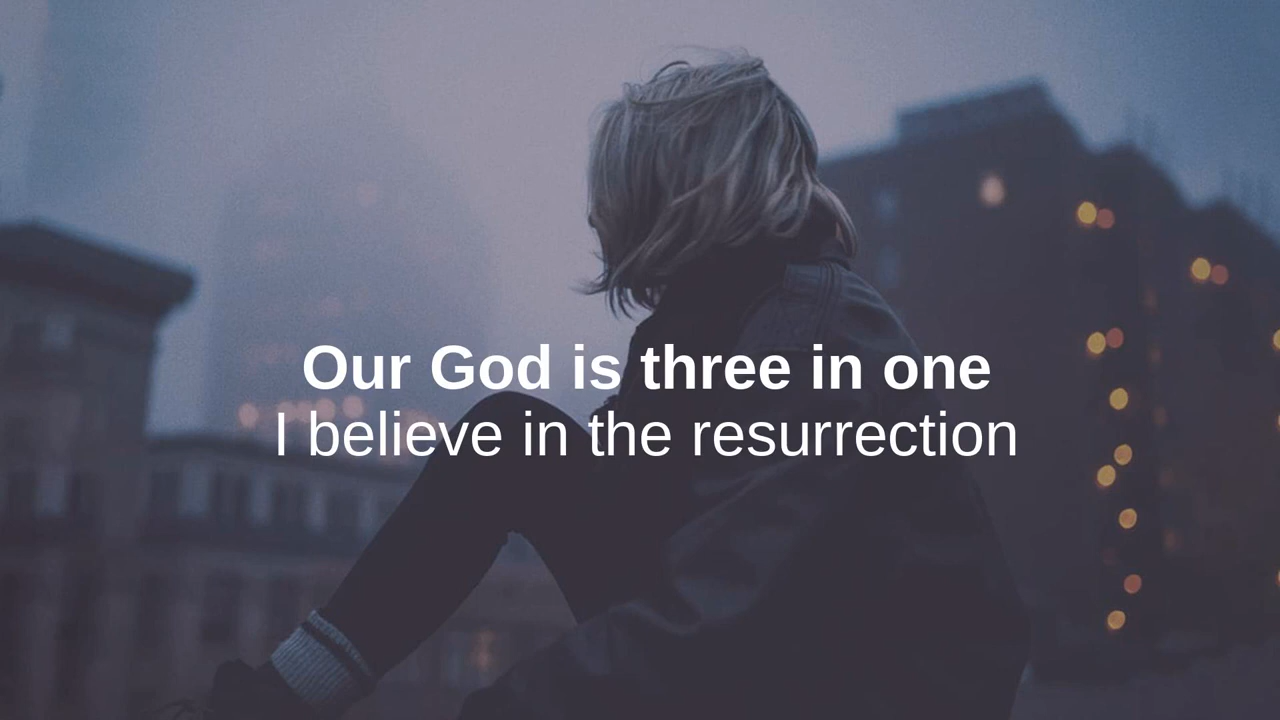 Our God is three in one
I believe in the resurrection